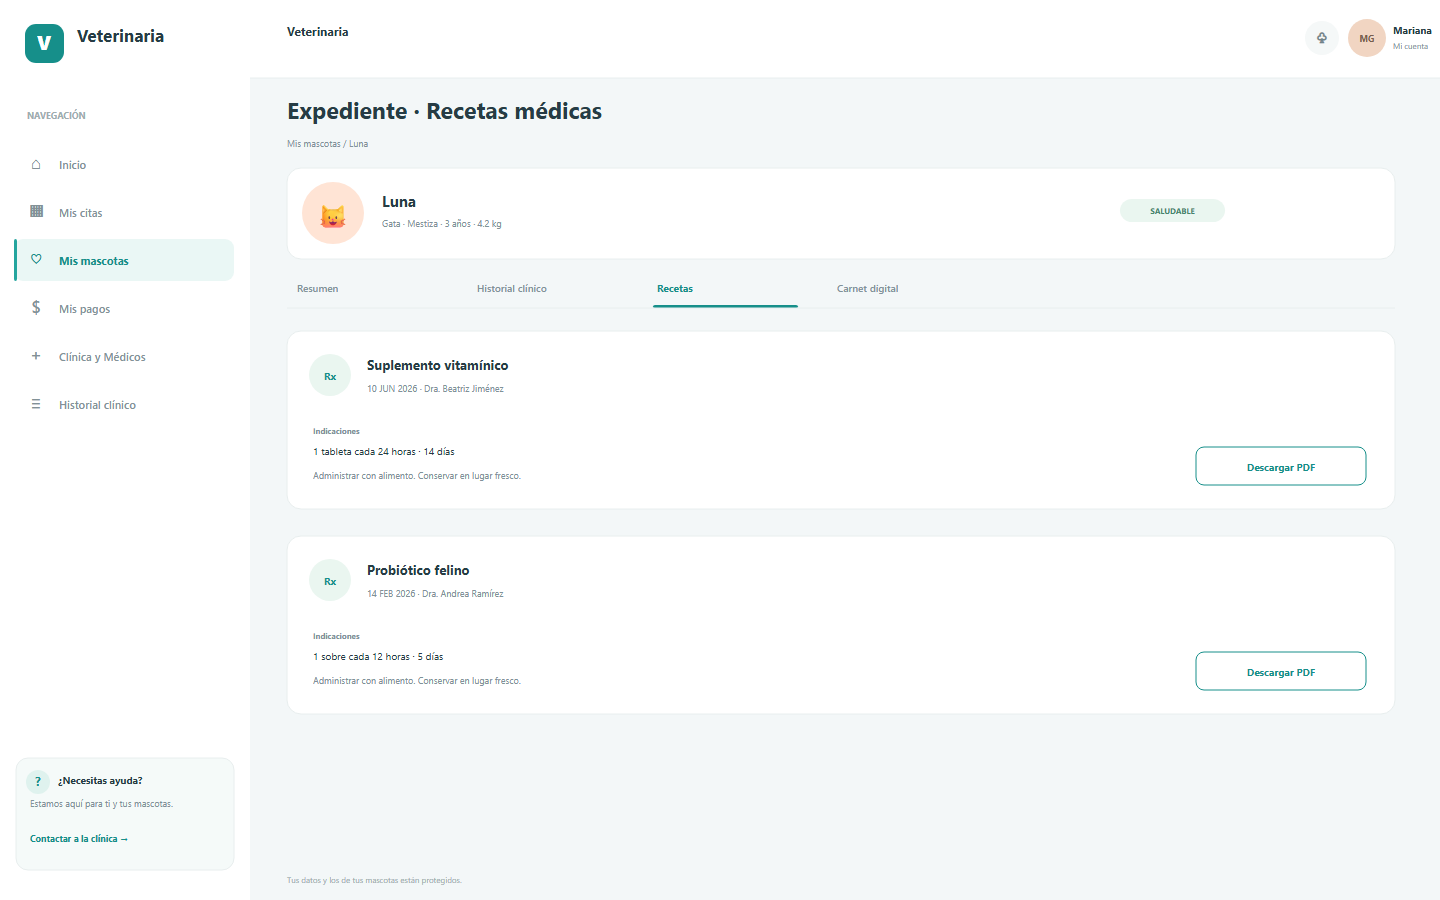 V Veterinaria
Veterinaria
MG
Mariana
Mi cuenta
NAVEGACIÓN
Inicio
Mis citas
Mis mascotas
$ Mis pagos
+ Clínica y Médicos
Historial clínico
Expediente · Recetas médicas
Mis mascotas / Luna
Luna
Gata · Mestiza · 3 años · 4.2 kg
SALUDABLE
Resumen
Historial clínico
Recetas
Carnet digital
Rx
Suplemento vitamínico
10 JUN 2026 · Dra. Beatriz Jiménez
Indicaciones
1 tableta cada 24 horas · 14 días
Administrar con alimento. Conservar en lugar fresco.
Descargar PDF
Rx
Probiótico felino
14 FEB 2026 · Dra. Andrea Ramírez
Indicaciones
1 sobre cada 12 horas · 5 días
Administrar con alimento. Conservar en lugar fresco.
Descargar PDF
? ¿Necesitas ayuda?
Estamos aquí para ti y tus mascotas.
Contactar a la clínica →
Tus datos y los de tus mascotas están protegidos.